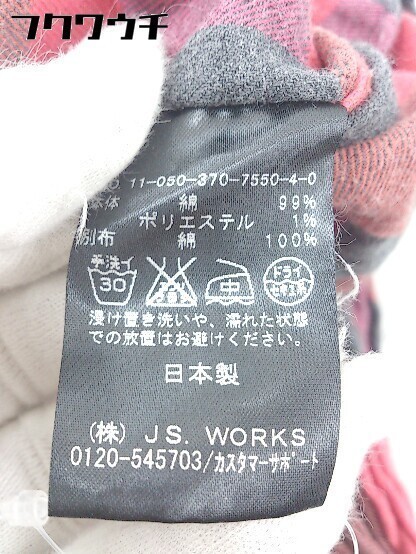 フクワウチ
11-050-370-7550-4-0
体 綿 99%
ポリエステル 1%
別布 綿 100%
手洗イ 30
中
ドライ
浸け置き洗いや、濡れた状態
での放置はお避けください。
日本製
(株) J S. WORKS
0120-545703/カスタマーサポート